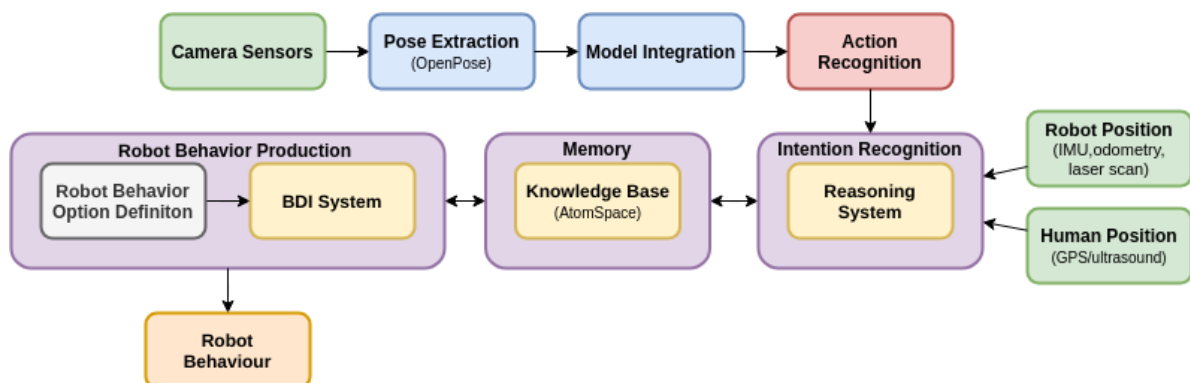 Camera Sensors
Pose Extraction
(OpenPose)
Model Integration
Action
Recognition
Robot Behavior Production
Robot Behavior
Option Definiton
BDI System
Memory
Knowledge Base
(AtomSpace)
Intention Recognition
Reasoning
System
Robot Position
(IMU,odometry,
laser scan)
Human Position
(GPS/ultrasound)
Robot
Behaviour